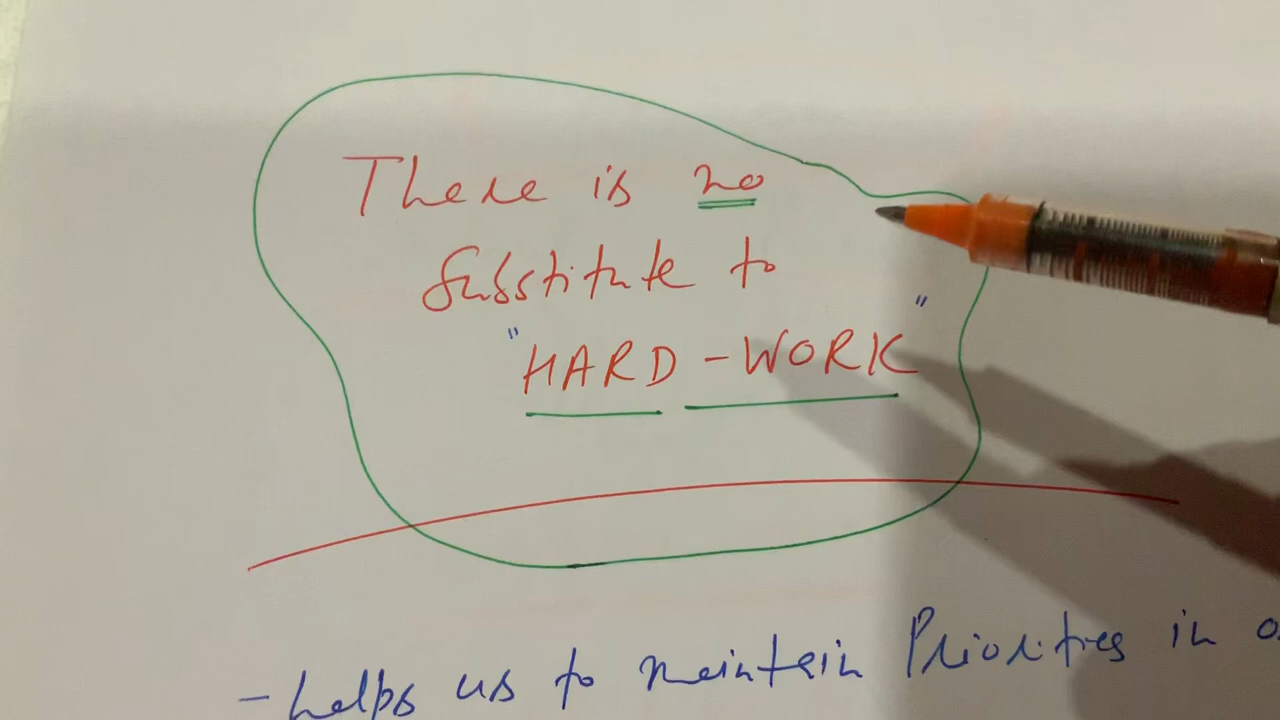 There is no
Substitute to
"HARD - WORK"
- helps us to maintain Priorities in